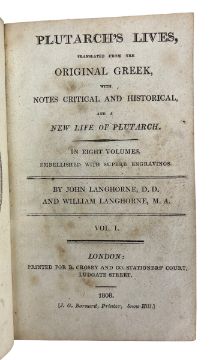 PLUTARCH'S LIVES,
TRANSLATED FROM THE
ORIGINAL GREEK,
WITH
NOTES CRITICAL AND HISTORICAL,
AND A
NEW LIFE OF PLUTARCH.
IN EIGHT VOLUMES,
EMBELLISHED WITH SUPERB ENGRAVINGS.
BY JOHN LANGHORNE, D. D.
AND WILLIAM LANGHORNE, M. A.
VOL. I.
LONDON:
PRINTED FOR B. CROSBY AND CO. STATIONERS' COURT,
LUDGATE STREET.
1808.
[J. G. Barnard, Printer, Snow-Hill.]